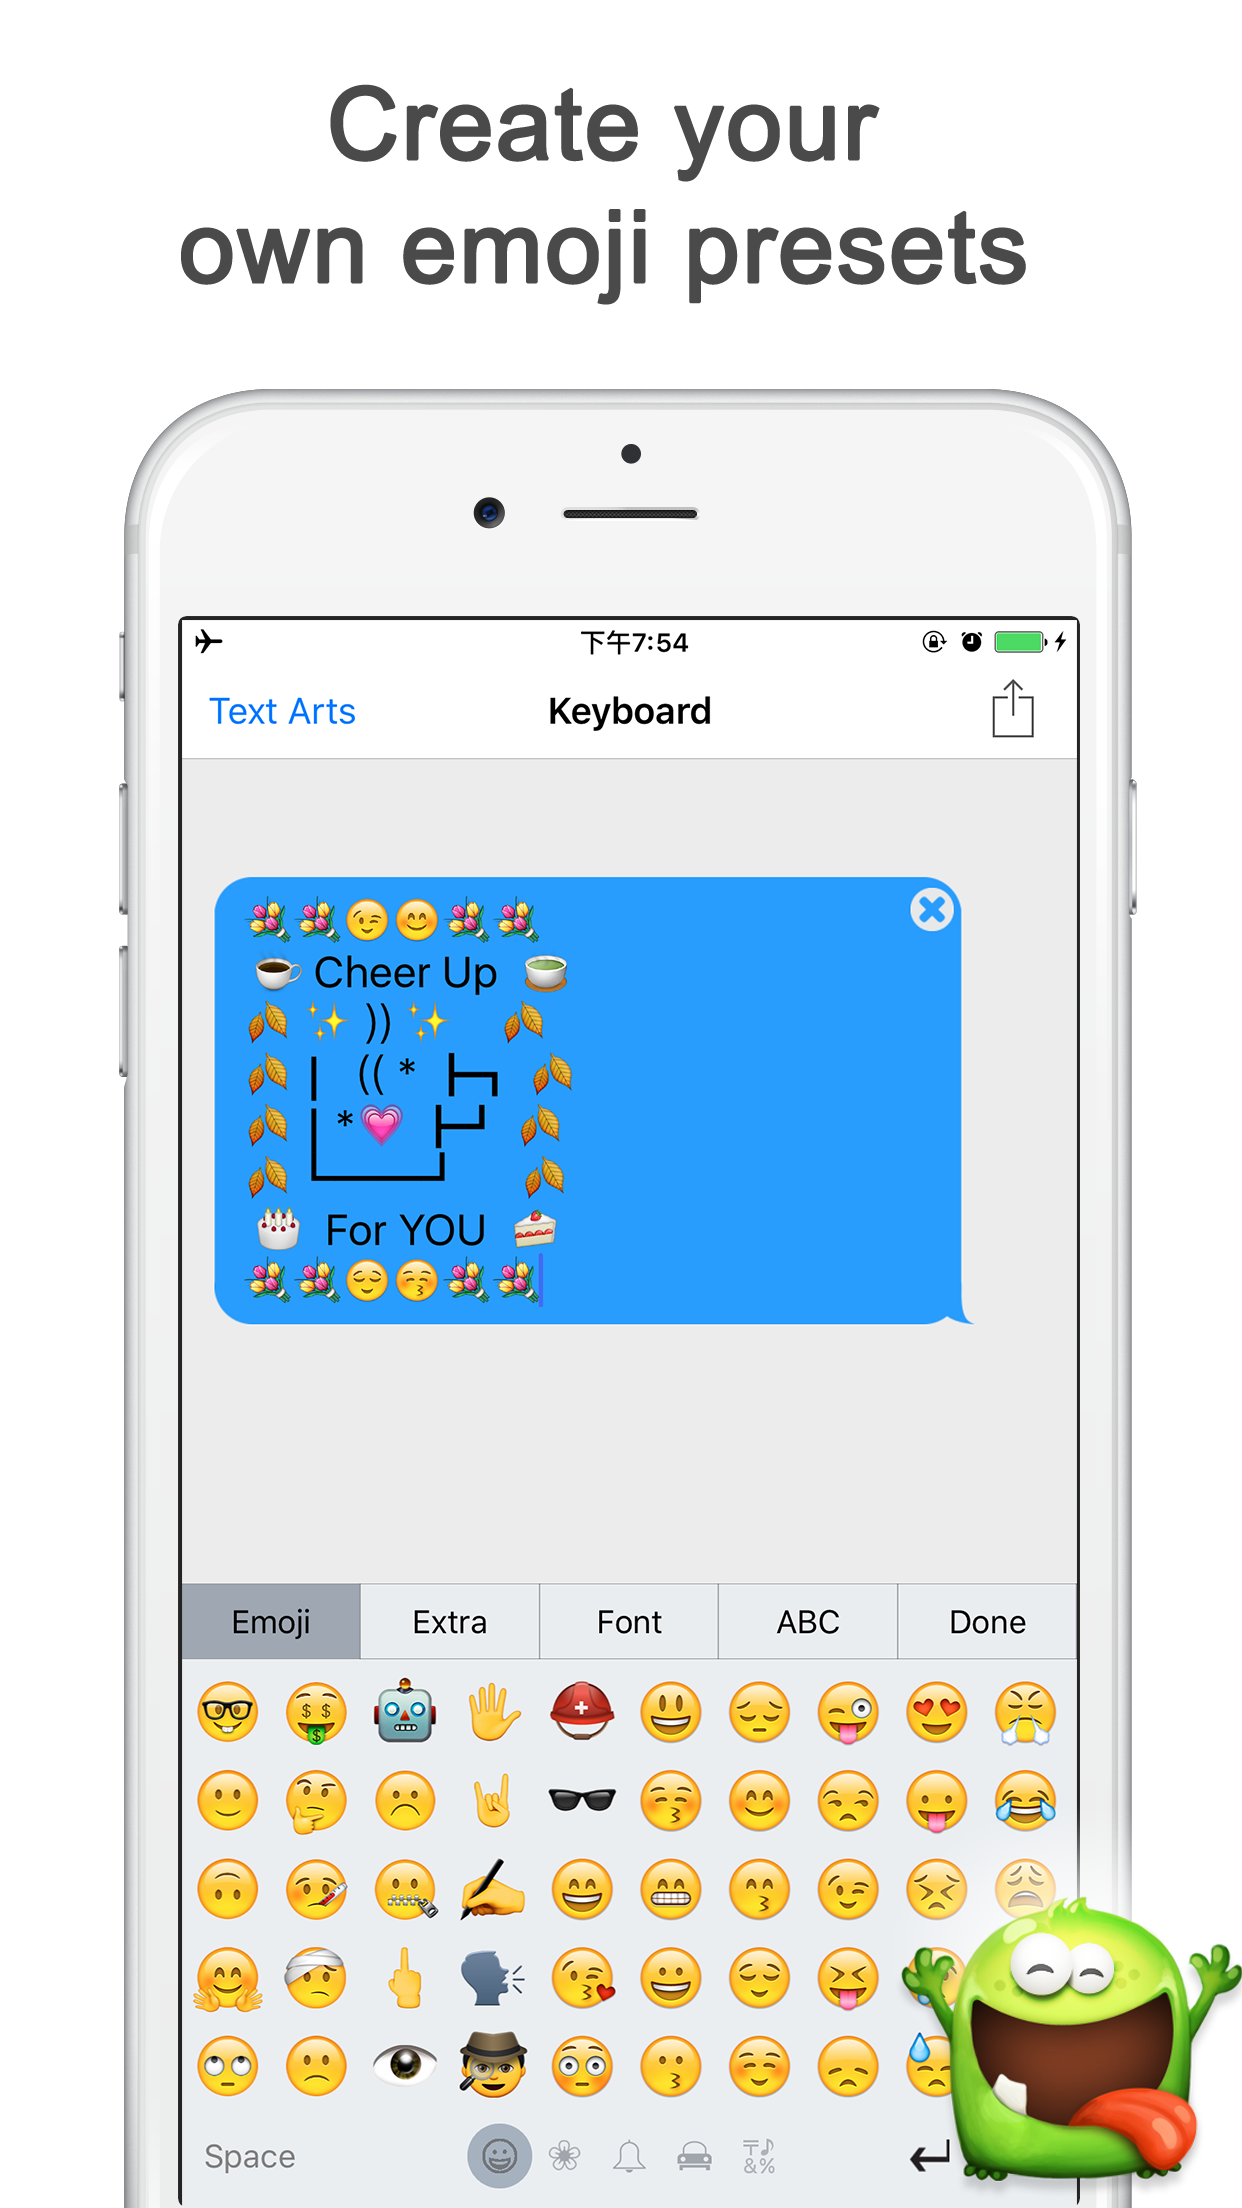 Create your
own emoji presets
下午7:54
Text Arts
Keyboard
💐💐😉😊💐💐
☕ Cheer Up 🍵
🍂 ✨ )) ✨ 🍂
🍂 ┃ (( * ┣┓ 🍂
🍂 ┃ *💗 ┣┛ 🍂
🍂 ┗━━━┛ 🍂
🎂 For YOU 🍰
💐💐😌😚💐💐
Emoji
Extra
Font
ABC
Done
Space
〒♪
&%